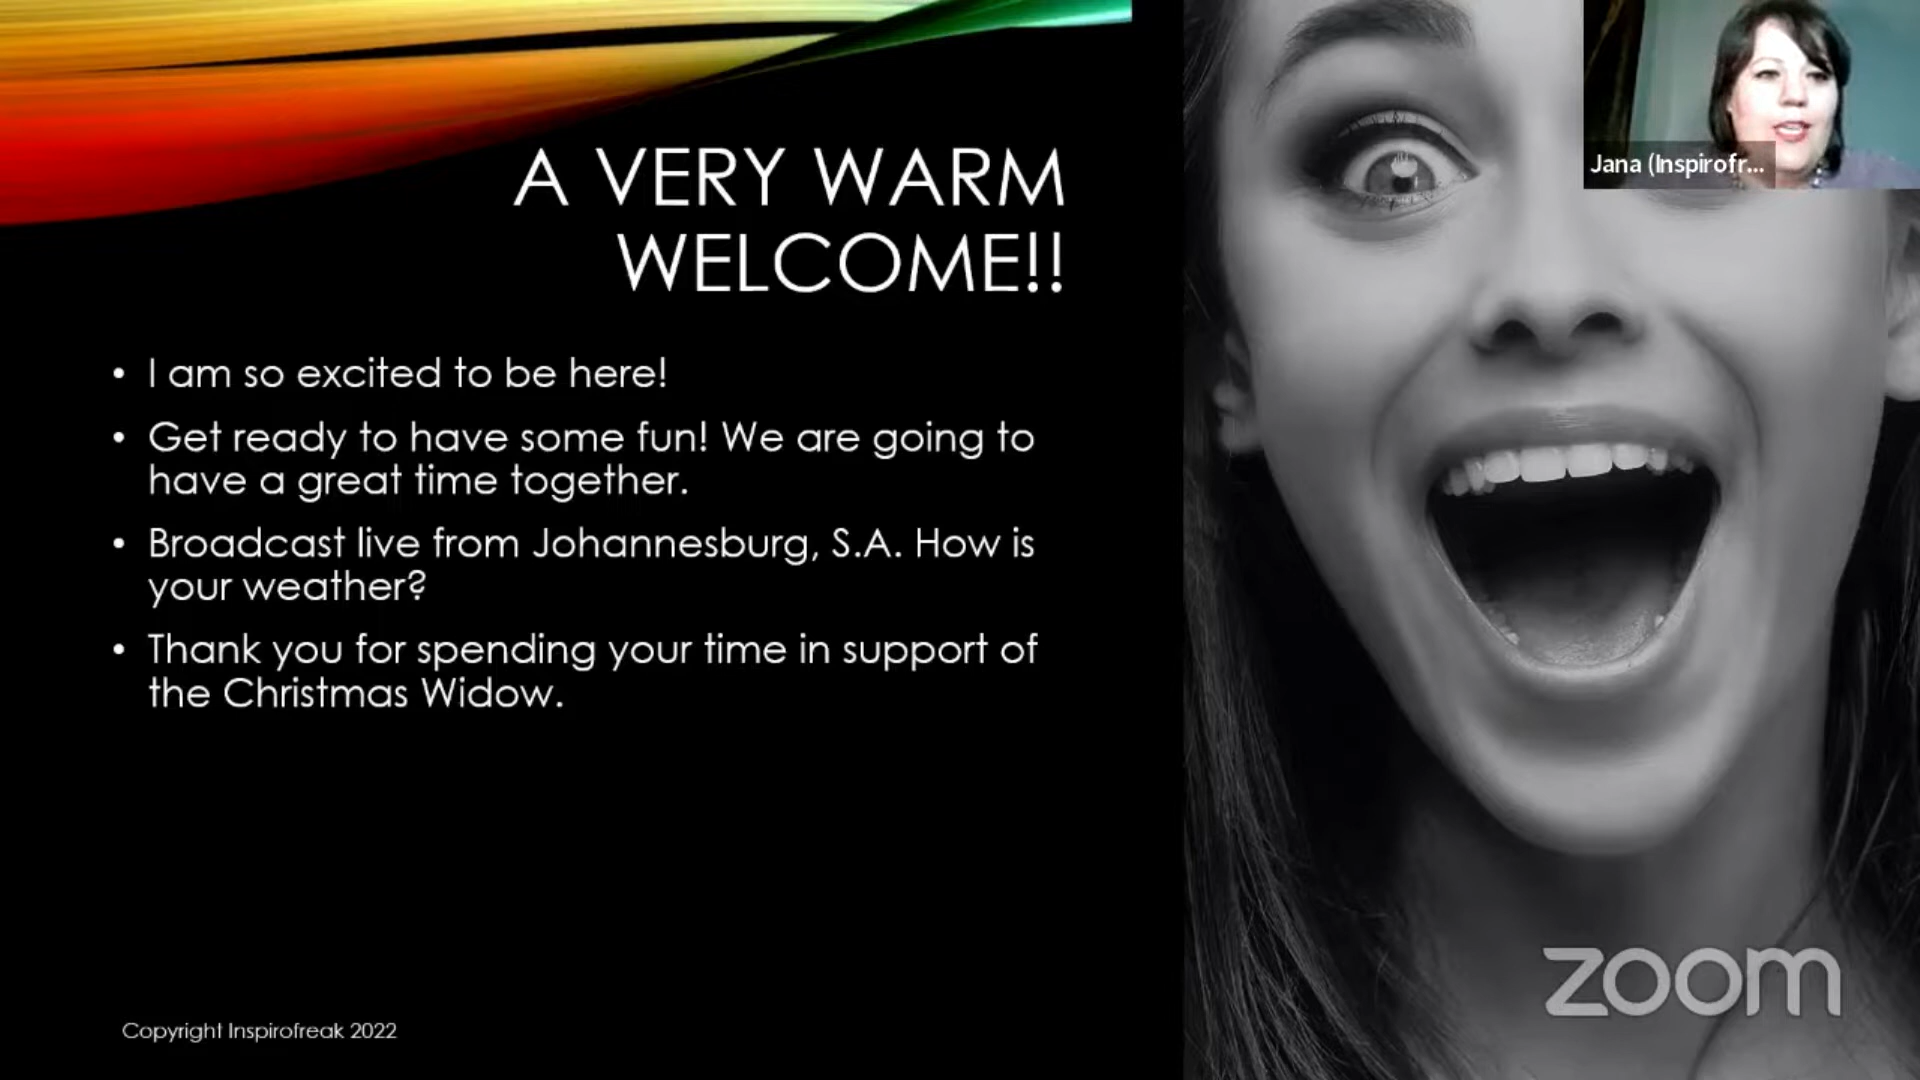 A VERY WARM
WELCOME!!
• I am so excited to be here!
• Get ready to have some fun! We are going to
have a great time together.
• Broadcast live from Johannesburg, S.A. How is
your weather?
• Thank you for spending your time in support of
the Christmas Widow.
Copyright Inspirofreak 2022
Jana (Inspirofr...
zoom